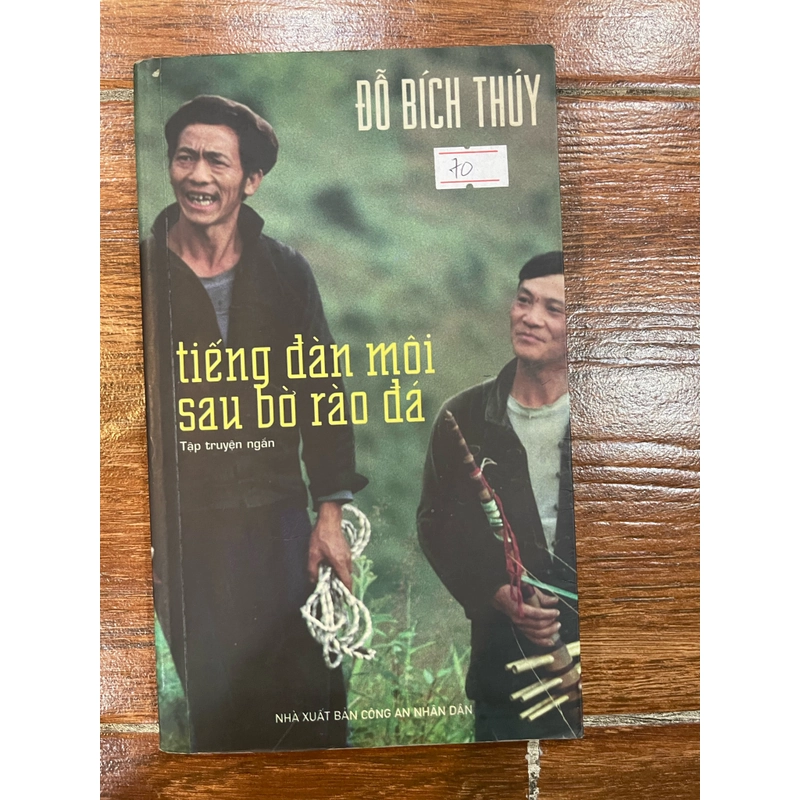 ĐỖ BÍCH THÚY
70
tiếng đàn môi
sau bờ rào đá
Tập truyện ngắn
NHÀ XUẤT BẢN CÔNG AN NHÂN DÂN